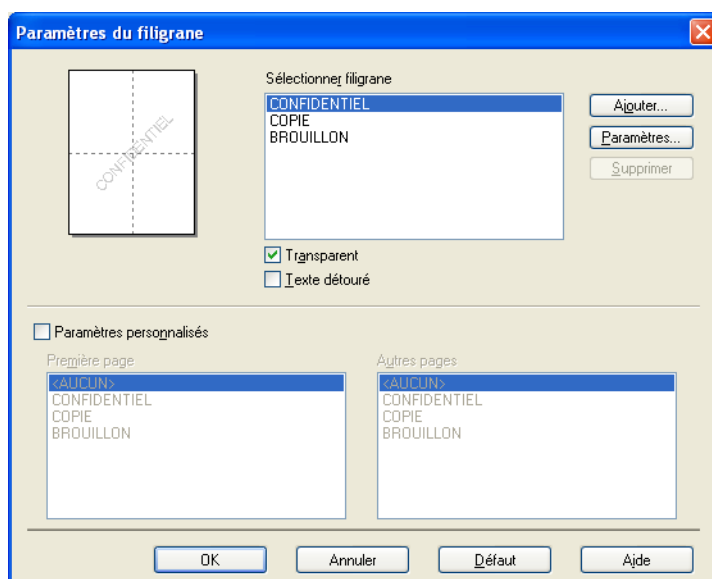 Paramètres du filigrane
CONFIDENTIEL
Sélectionner filigrane
CONFIDENTIEL
COPIE
BROUILLON
Ajouter...
Paramètres...
Supprimer
Transparent
Texte détouré
Paramètres personnalisés
Première page
<AUCUN>
CONFIDENTIEL
COPIE
BROUILLON
Autres pages
<AUCUN>
CONFIDENTIEL
COPIE
BROUILLON
OK
Annuler
Défaut
Aide